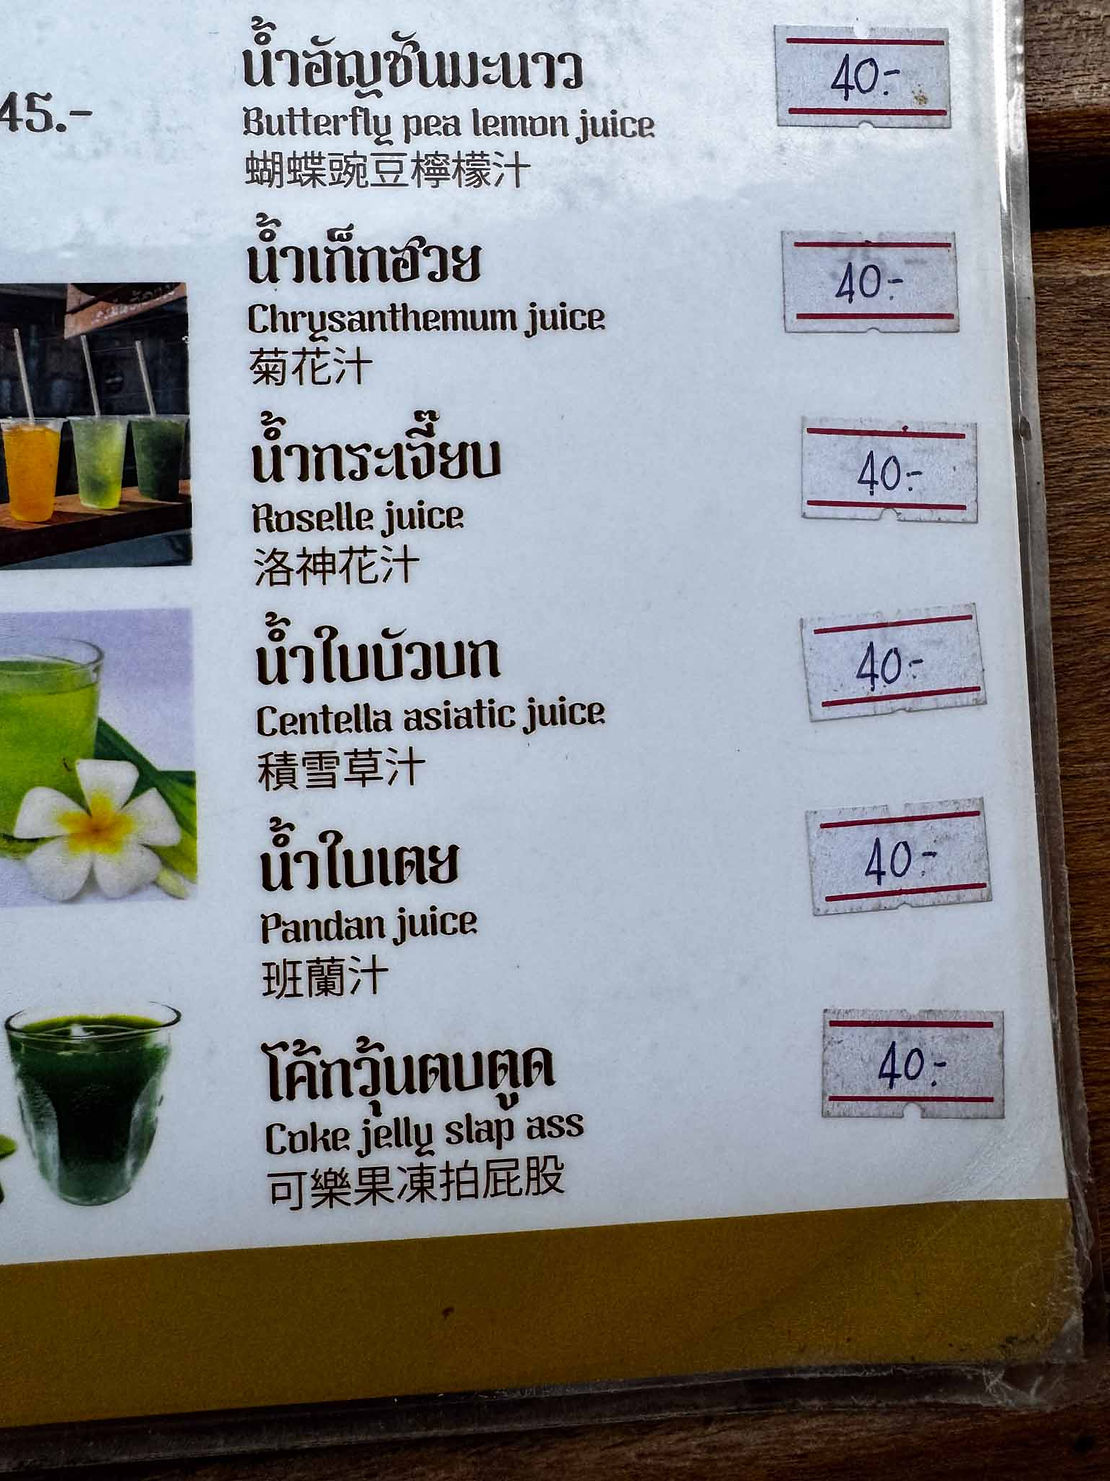 45.-
น้ำอัญชันมะนาว
40.-
Butterfly pea lemon juice
蝴蝶豌豆檸檬汁
น้ำเก็กฮวย
40.-
Chrysanthemum juice
菊花汁
น้ำกระเจี๊ยบ
40.-
Roselle juice
洛神花汁
น้ำใบบัวบก
40.-
Centella asiatic juice
積雪草汁
น้ำใบเตย
40.-
Pandan juice
班蘭汁
โค้กวุ้นตบตูด
40.-
Coke jelly slap ass
可樂果凍拍屁股